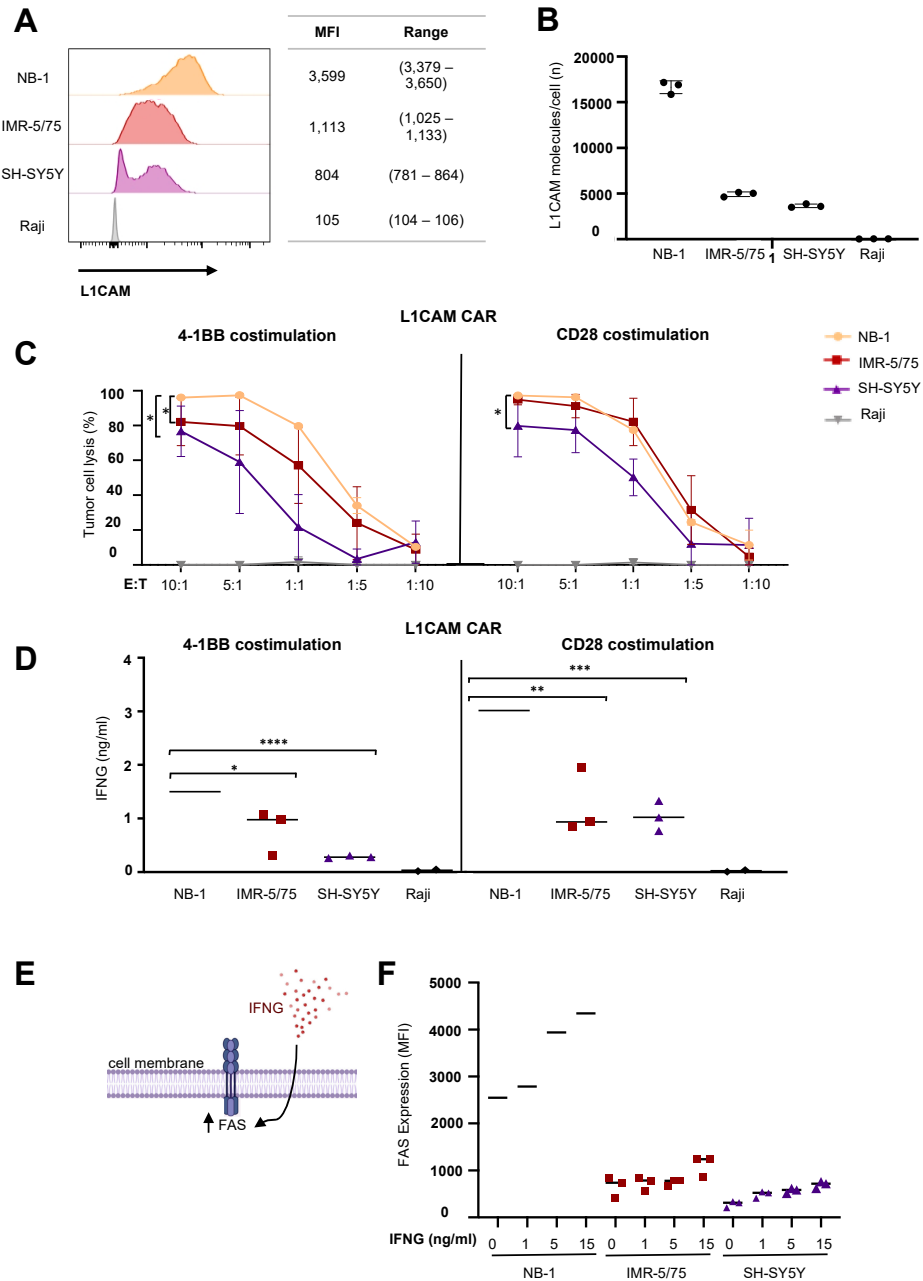 A
MFI Range
NB-1 3,599 (3,379 –
3,650)
IMR-5/75 1,113 (1,025 –
1,133)
SH-SY5Y 804 (781 – 864)
Raji 105 (104 – 106)
L1CAM
B
L1CAM molecules/cell (n)
20000
15000
10000
5000
0
NB-1 IMR-5/75 1 SH-SY5Y Raji
L1CAM CAR
4-1BB costimulation CD28 costimulation
C
NB-1
IMR-5/75
SH-SY5Y
Raji
Tumor cell lysis (%)
100
80
60
40
20
0
* *
*
E:T 10:1 5:1 1:1 1:5 1:10 10:1 5:1 1:1 1:5 1:10
L1CAM CAR
4-1BB costimulation CD28 costimulation
D
IFNG (ng/ml)
4
3
2
1
0
****
*
***
**
NB-1 IMR-5/75 SH-SY5Y Raji NB-1 IMR-5/75 SH-SY5Y Raji
E
IFNG
cell membrane
FAS
F
FAS Expression (MFI)
5000
4000
3000
2000
1000
0
IFNG (ng/ml) 0 1 5 15 0 1 5 15 0 1 5 15
NB-1 IMR-5/75 SH-SY5Y